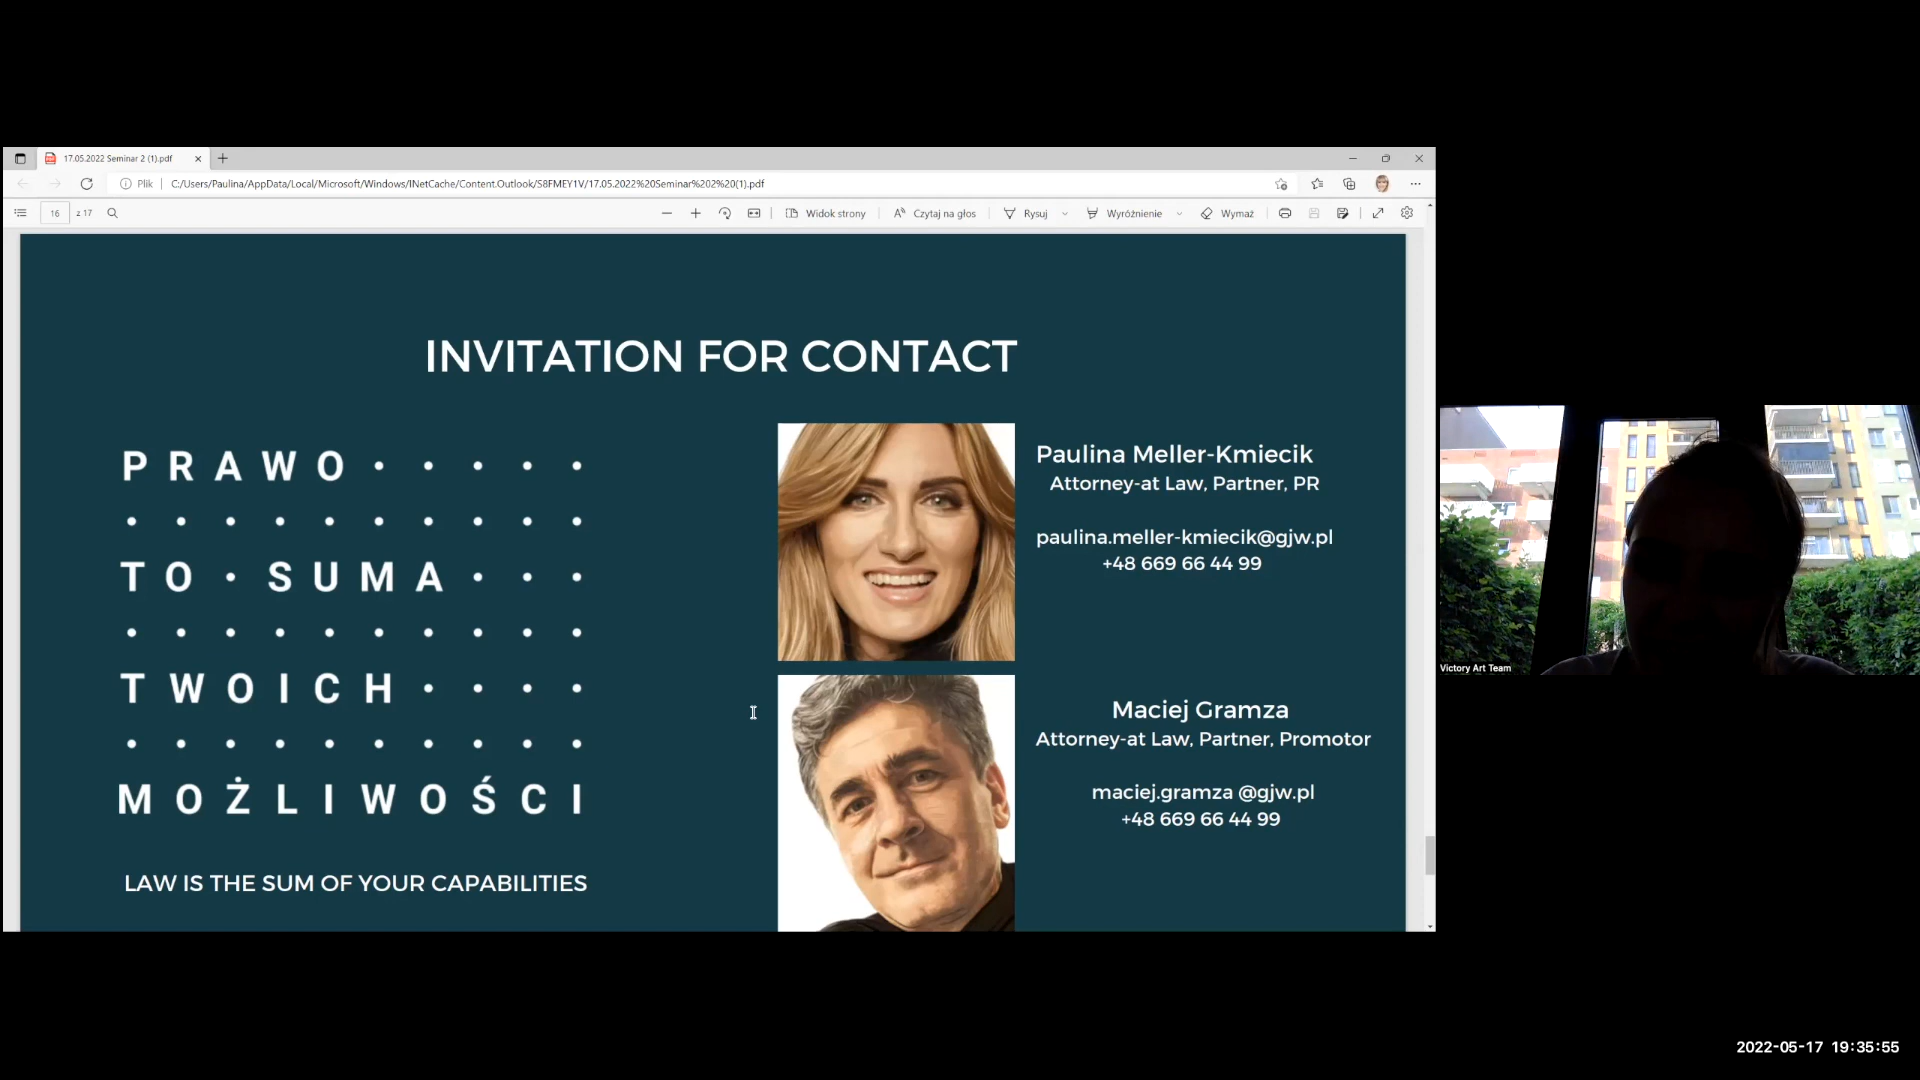 17.05.2022 Seminar 2 (1).pdf
Plik
C:/Users/Paulina/AppData/Local/Microsoft/Windows/INetCache/Content.Outlook/S8FMEY1V/17.05.2022%20Seminar%202%20(1).pdf
16 z 17
Widok strony
Czytaj na głos
Rysuj
Wyróżnienie
Wymaż
INVITATION FOR CONTACT
PRAWO
TO SUMA
TWOICH
MOŻLIWOŚCI
LAW IS THE SUM OF YOUR CAPABILITIES
Paulina Meller-Kmiecik
Attorney-at Law, Partner, PR
paulina.meller-kmiecik@gjw.pl
+48 669 66 44 99
Maciej Gramza
Attorney-at Law, Partner, Promotor
maciej.gramza @gjw.pl
+48 669 66 44 99
Victory Art Team
2022-05-17 19:35:55